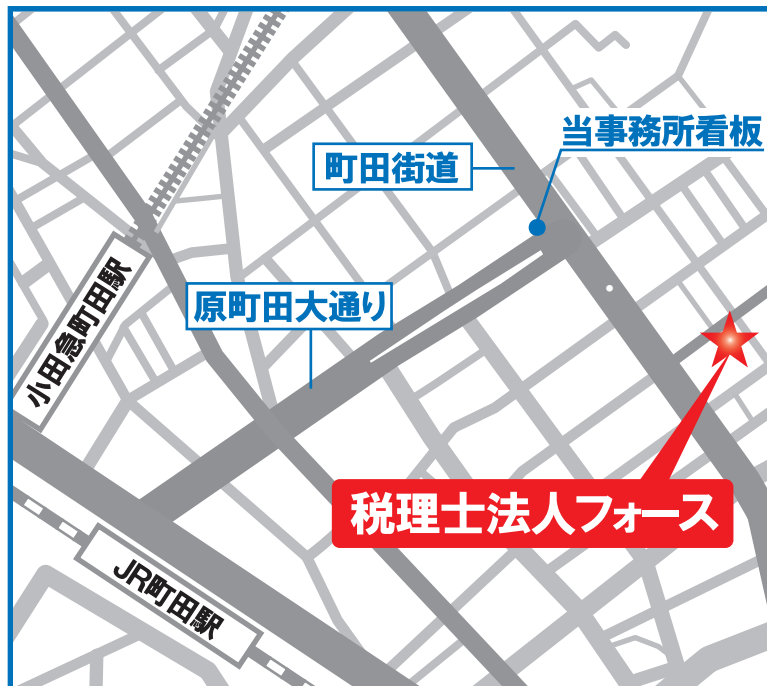 当事務所看板
町田街道
原町田大通り
小田急町田駅
税理士法人フォース
JR町田駅